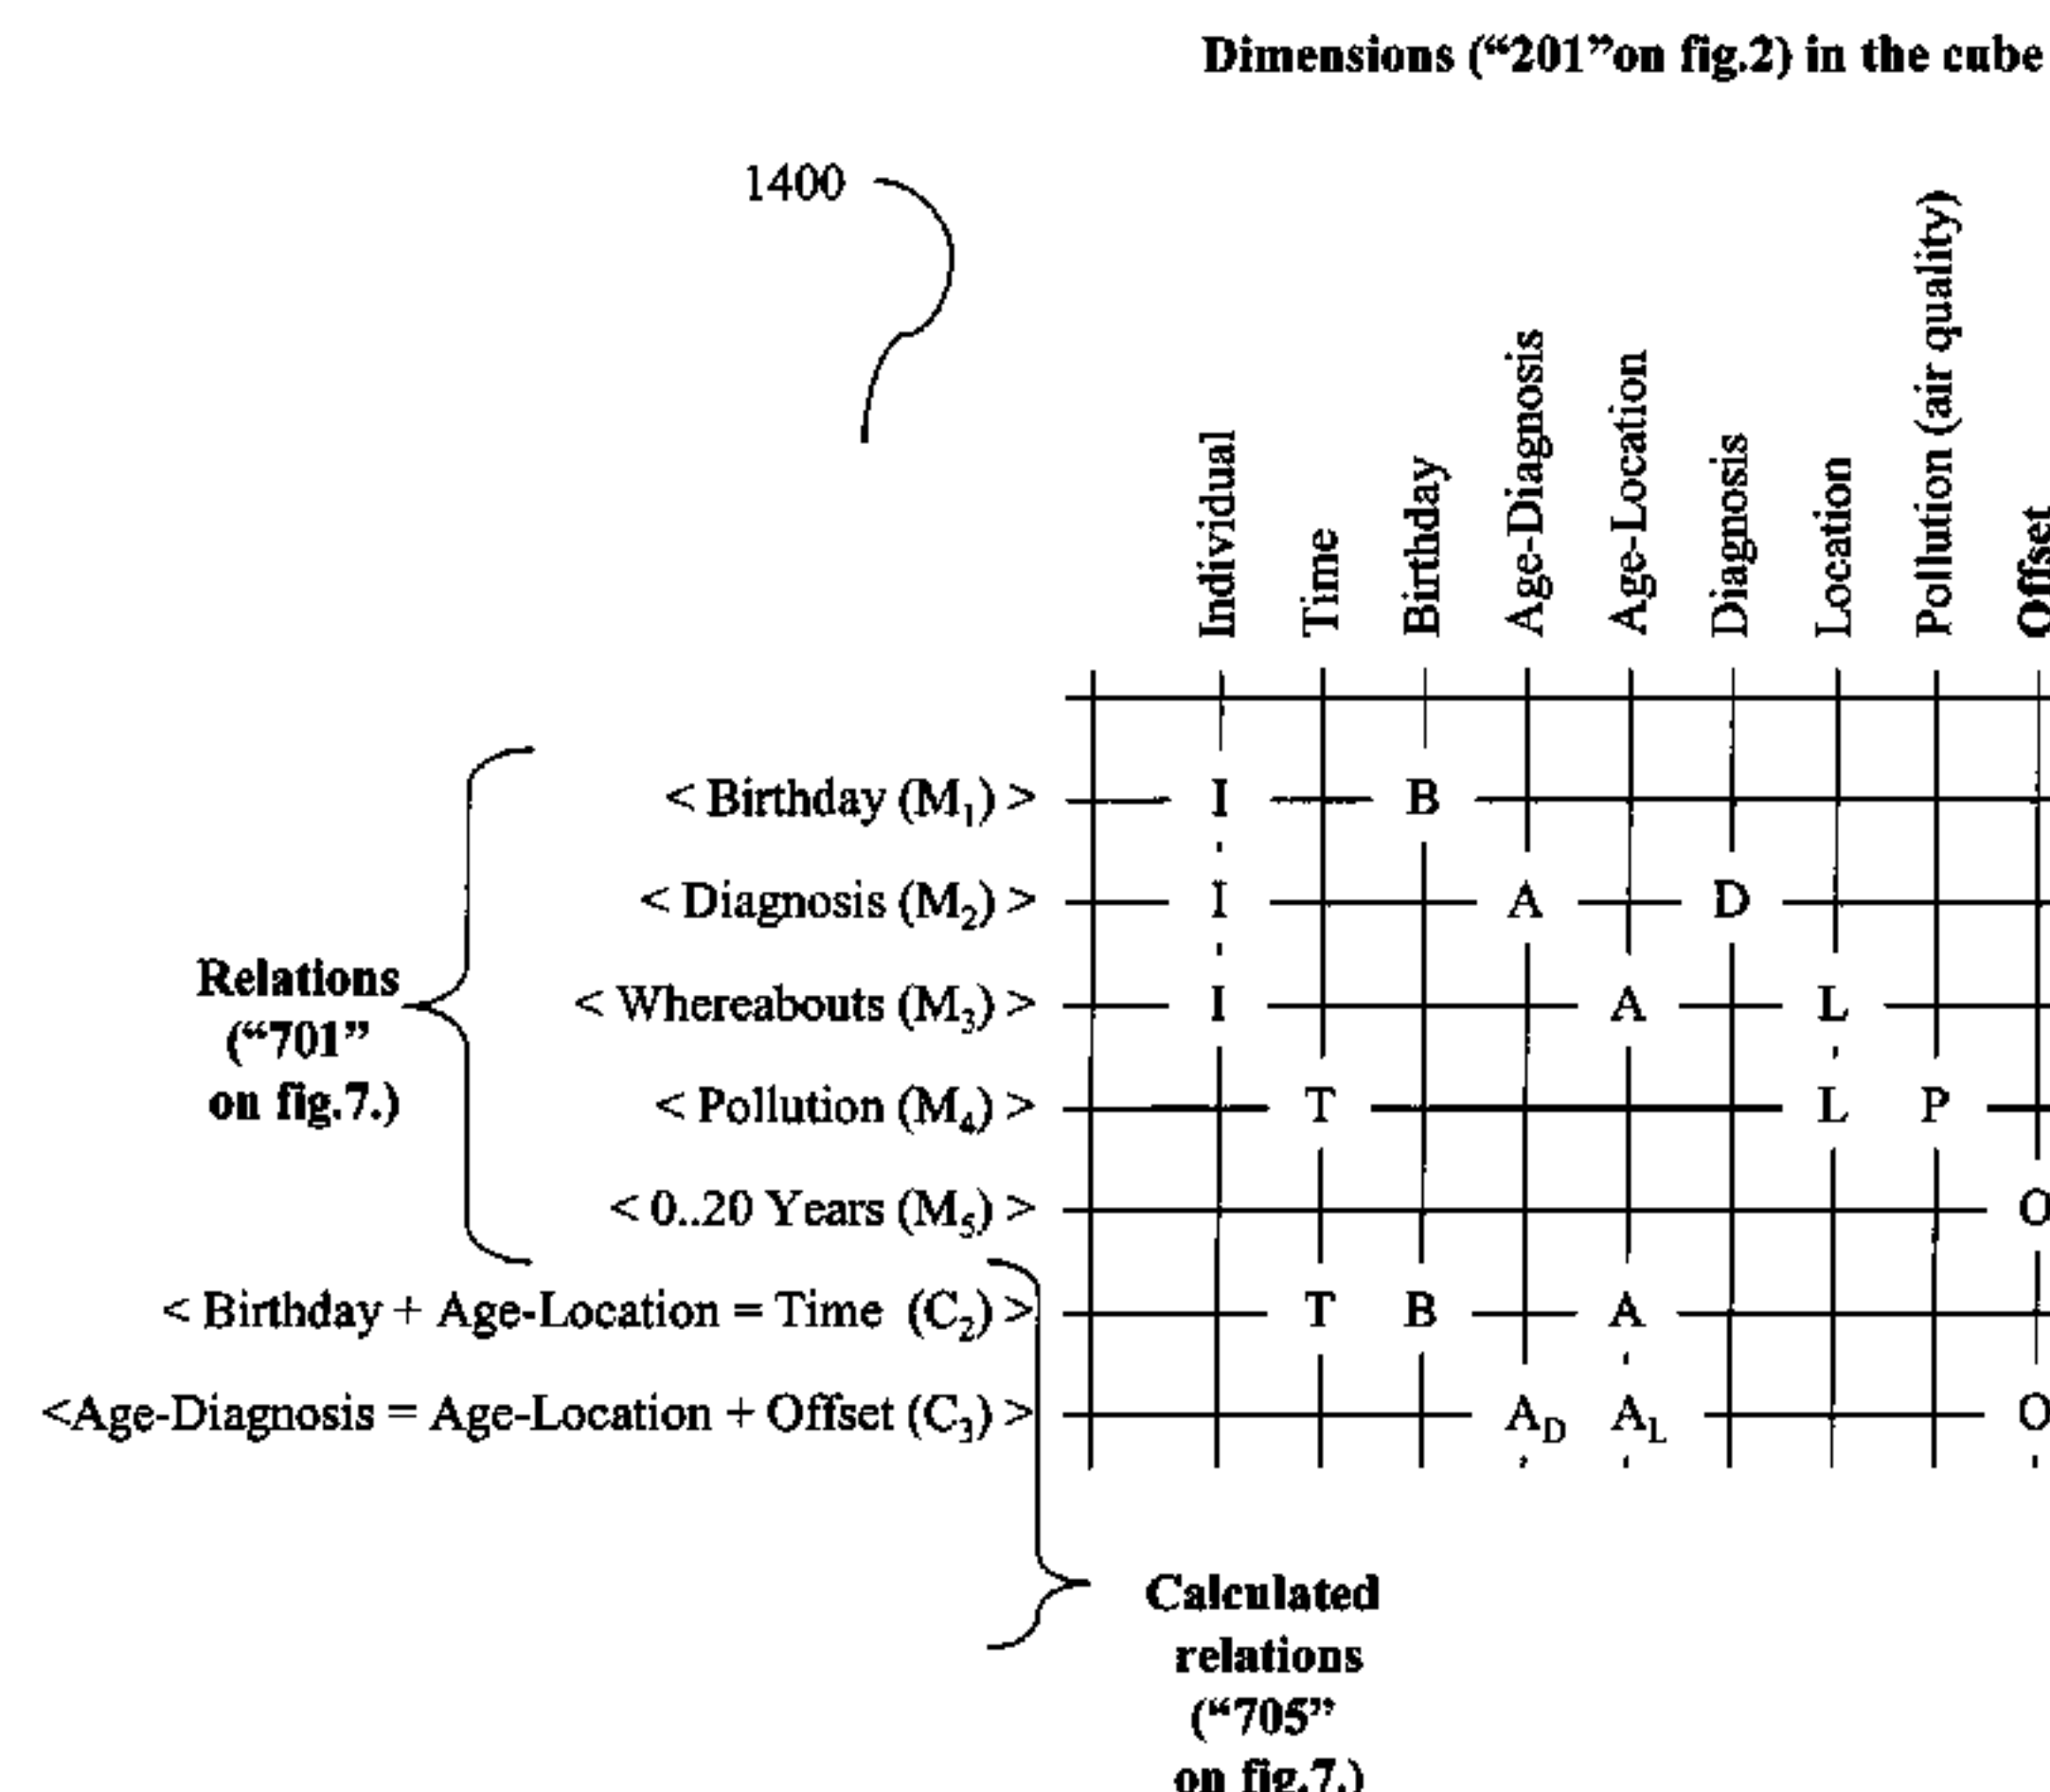 Dimensions (“201”on fig.2) in the cube
1400
Individual
Time
Birthday
Age-Diagnosis
Age-Location
Diagnosis
Location
Pollution (air quality)
Offset
Relations
(“701”
on fig.7.)
< Birthday (M1) > I B
< Diagnosis (M2) > I A D
< Whereabouts (M3) > I A L
< Pollution (M4) > T L P
< 0..20 Years (M5) > O
< Birthday + Age-Location = Time (C2) > T B A
<Age-Diagnosis = Age-Location + Offset (C3) > AD AL O
Calculated
relations
(“705”
on fig.7.)